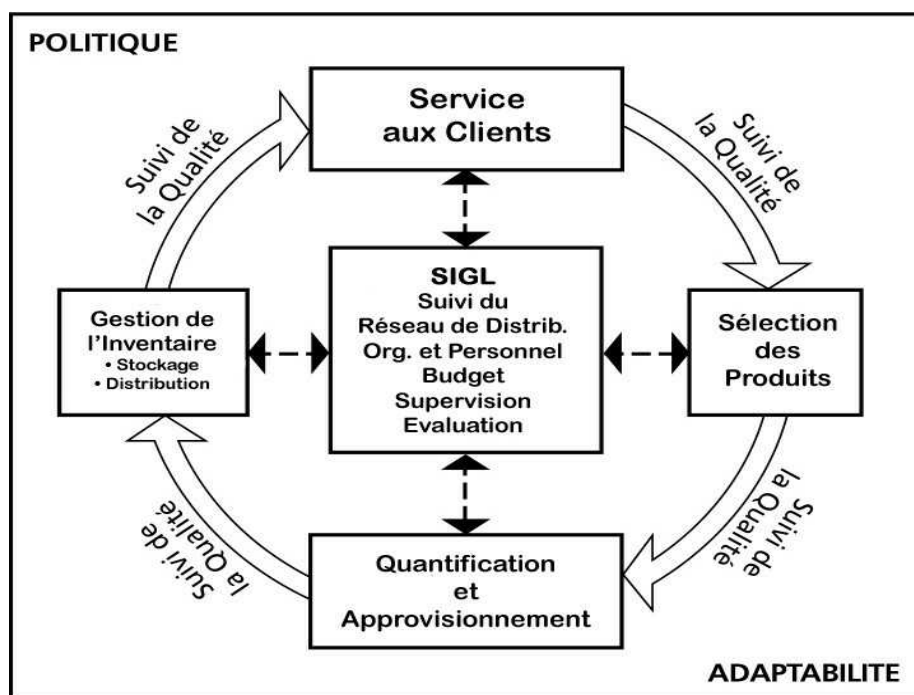 POLITIQUE
Service
aux Clients
Suivi de
la Qualité
Suivi de
la Qualité
SIGL
Suivi du
Réseau de Distrib.
Org. et Personnel
Budget
Supervision
Evaluation
Gestion de
l'Inventaire
• Stockage
• Distribution
Sélection
des
Produits
Suivi de
la Qualité
Suivi de
la Qualité
Quantification
et
Approvisionnement
ADAPTABILITE